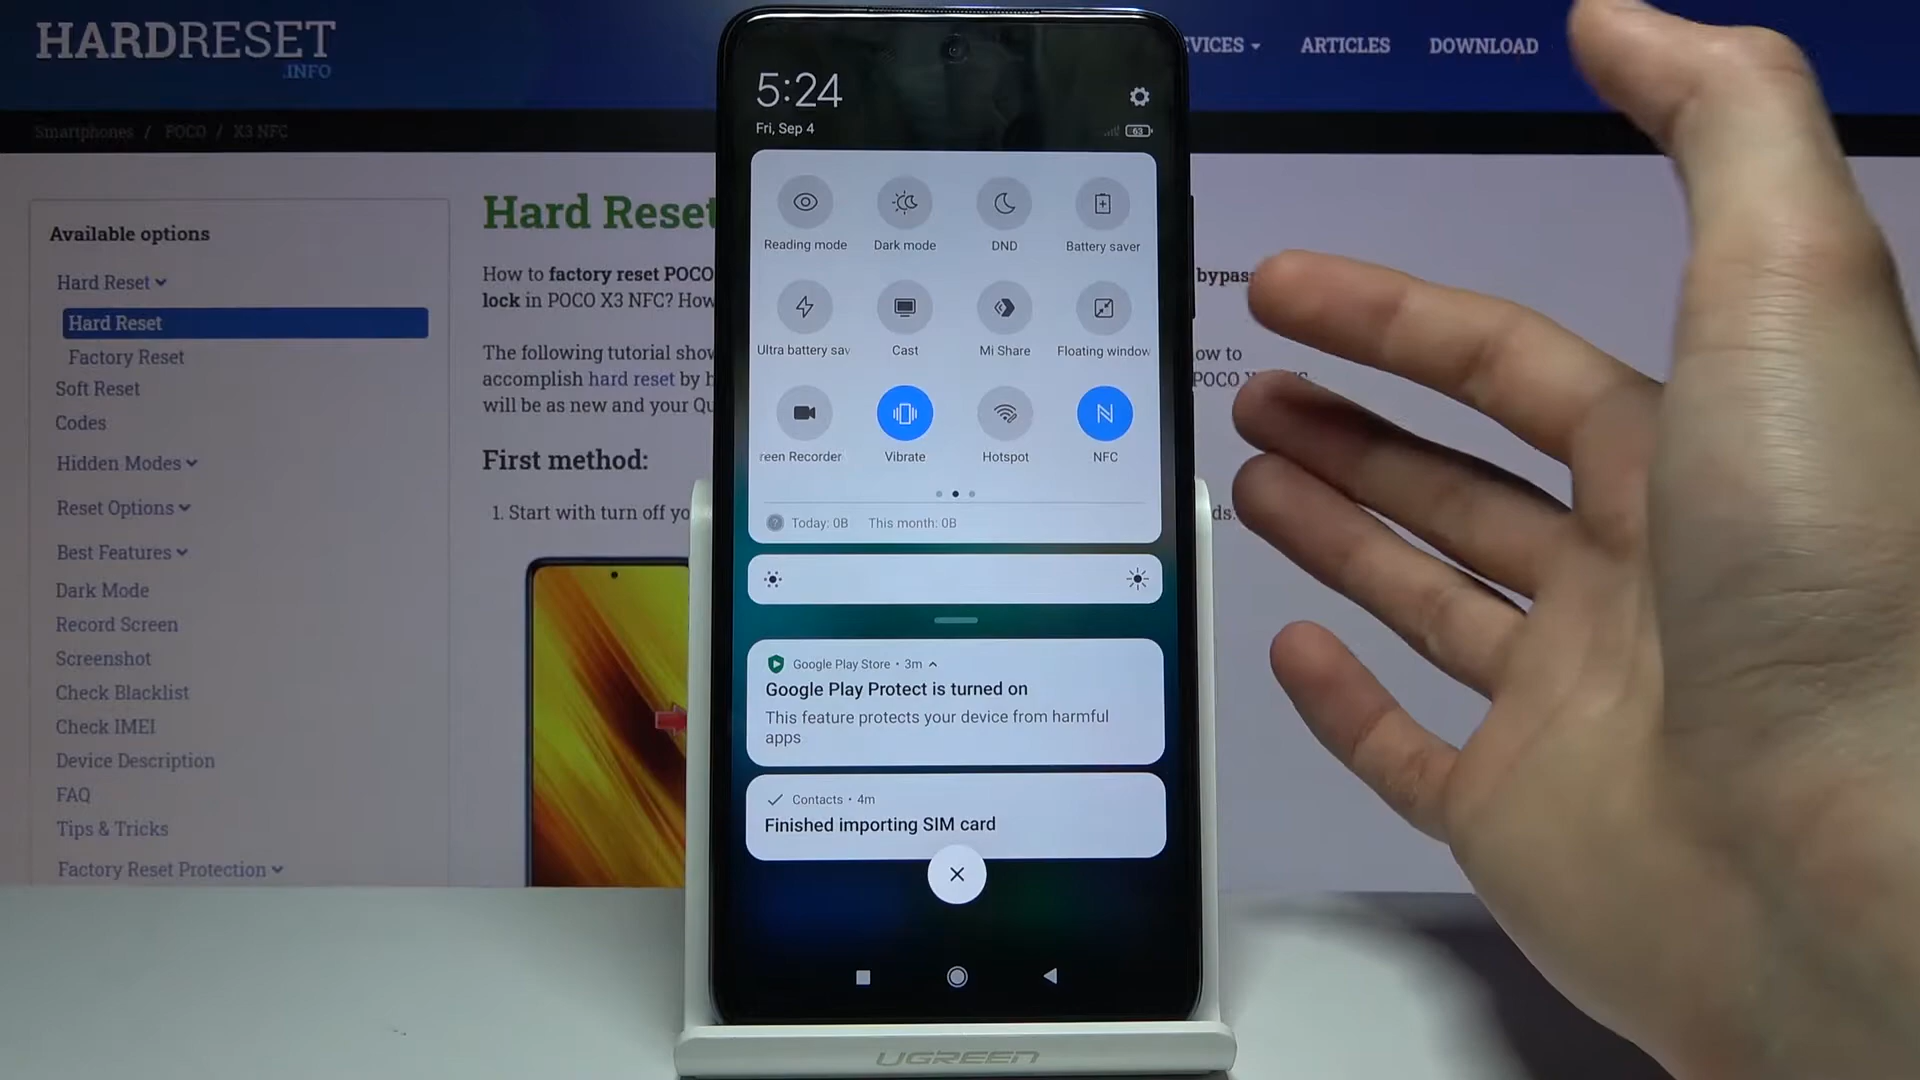 HARDRESET
.INFO
VICES
ARTICLES
DOWNLOAD
Smartphones / POCO / X3 NFC
Available options
Hard Reset
Hard Reset
Factory Reset
Soft Reset
Codes
Hidden Modes
Reset Options
Best Features
Dark Mode
Record Screen
Screenshot
Check Blacklist
Check IMEI
Device Description
FAQ
Tips & Tricks
Factory Reset Protection
Hard Reset
How to factory reset POCO
lock in POCO X3 NFC? How
The following tutorial show
accomplish hard reset by h
will be as new and your Qu
First method:
1. Start with turn off yo
bypass
ow to
POCO
ds:
5:24
Fri, Sep 4
63
Reading mode
Dark mode
DND
Battery saver
Ultra battery sav
Cast
Mi Share
Floating window
reen Recorder
Vibrate
Hotspot
NFC
? Today: 0B This month: 0B
Google Play Store • 3m
Google Play Protect is turned on
This feature protects your device from harmful
apps
Contacts • 4m
Finished importing SIM card
UGREEN